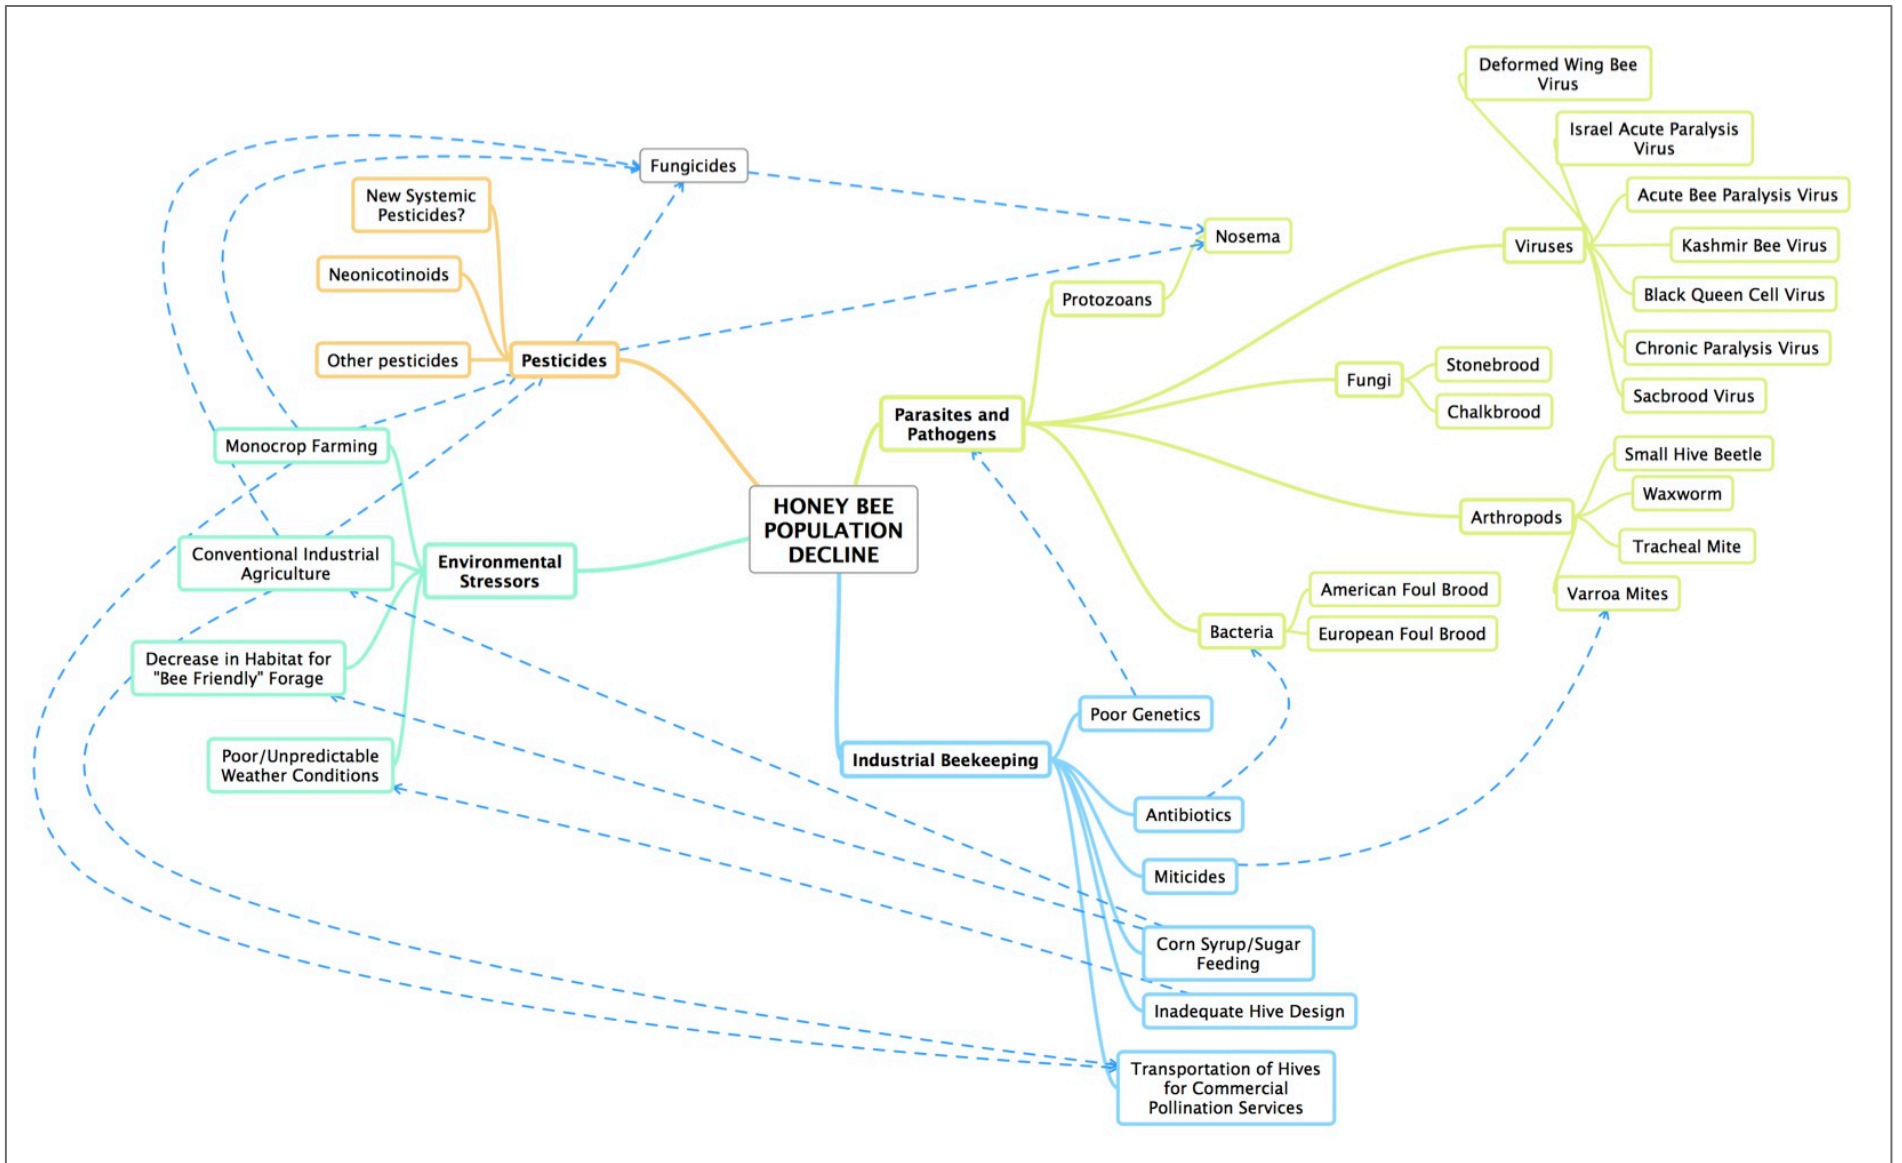 HONEY BEE
POPULATION
DECLINE
Pesticides
New Systemic
Pesticides?
Neonicotinoids
Other pesticides
Fungicides
Environmental
Stressors
Monocrop Farming
Conventional Industrial
Agriculture
Decrease in Habitat for
"Bee Friendly" Forage
Poor/Unpredictable
Weather Conditions
Parasites and
Pathogens
Protozoans
Nosema
Viruses
Deformed Wing Bee
Virus
Israel Acute Paralysis
Virus
Acute Bee Paralysis Virus
Kashmir Bee Virus
Black Queen Cell Virus
Chronic Paralysis Virus
Sacbrood Virus
Fungi
Stonebrood
Chalkbrood
Arthropods
Small Hive Beetle
Waxworm
Tracheal Mite
Varroa Mites
Bacteria
American Foul Brood
European Foul Brood
Industrial Beekeeping
Poor Genetics
Antibiotics
Miticides
Corn Syrup/Sugar
Feeding
Inadequate Hive Design
Transportation of Hives
for Commercial
Pollination Services